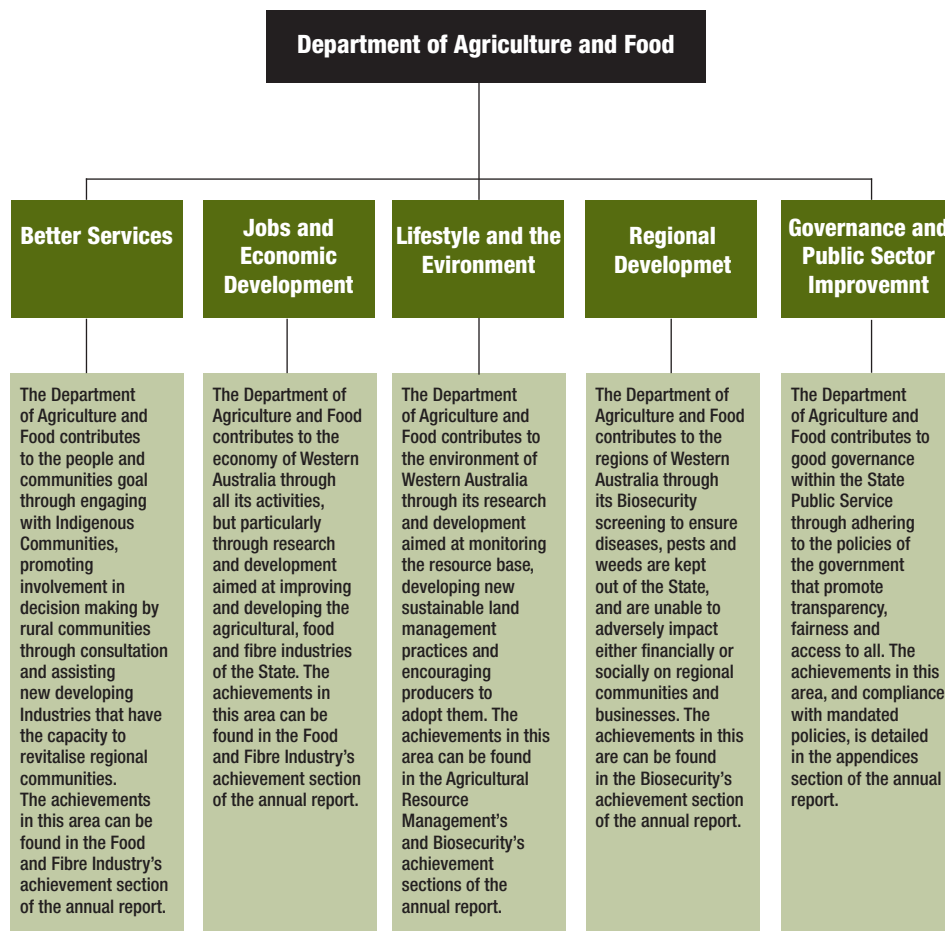 Department of Agriculture and Food
Better Services
Jobs and
Economic
Development
Lifestyle and the
Evironment
Regional
Developmet
Governance and
Public Sector
Improvemnt
The Department
of Agriculture and
Food contributes
to the people and
communities goal
through engaging
with Indigenous
Communities,
promoting
involvement in
decision making by
rural communities
through consultation
and assisting
new developing
Industries that have
the capacity to
revitalise regional
communities.
The achievements
in this area can be
found in the Food
and Fibre Industry’s
achievement section
of the annual report.
The Department of
Agriculture and Food
contributes to the
economy of Western
Australia through
all its activities,
but particularly
through research
and development
aimed at improving
and developing the
agricultural, food
and fibre industries
of the State. The
achievements in
this area can be
found in the Food
and Fibre Industry’s
achievement section
of the annual report.
The Department
of Agriculture and
Food contributes to
the environment of
Western Australia
through its research
and development
aimed at monitoring
the resource base,
developing new
sustainable land
management
practices and
encouraging
producers to
adopt them. The
achievements in this
area can be found
in the Agricultural
Resource
Management’s
and Biosecurity’s
achievement
sections of the
annual report.
The Department of
Agriculture and Food
contributes to the
regions of Western
Australia through
its Biosecurity
screening to ensure
diseases, pests and
weeds are kept
out of the State,
and are unable to
adversely impact
either financially or
socially on regional
communities and
businesses. The
achievements in this
are can be found
in the Biosecurity’s
achievement section
of the annual report.
The Department
of Agriculture and
Food contributes to
good governance
within the State
Public Service
through adhering
to the policies of
the government
that promote
transparency,
fairness and
access to all. The
achievements in this
area, and compliance
with mandated
policies, is detailed
in the appendices
section of the annual
report.